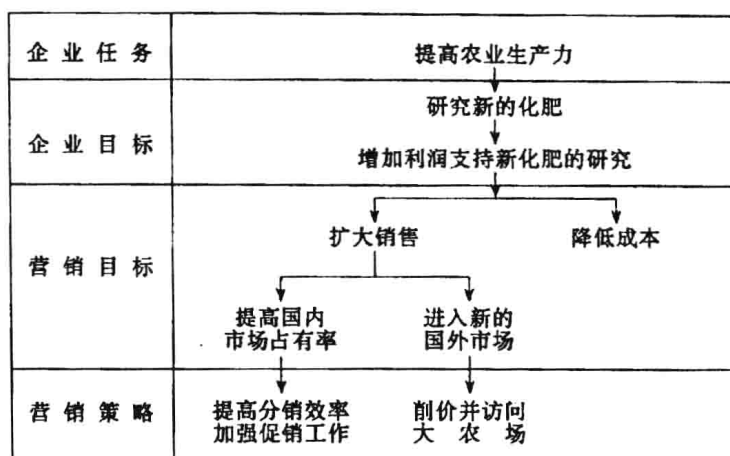 企业任务
提高农业生产力
企业目标
研究新的化肥
增加利润支持新化肥的研究
营销目标
扩大销售
降低成本
提高国内
市场占有率
进入新的
国外市场
营销策略
提高分销效率
加强促销工作
削价并访问
大农场